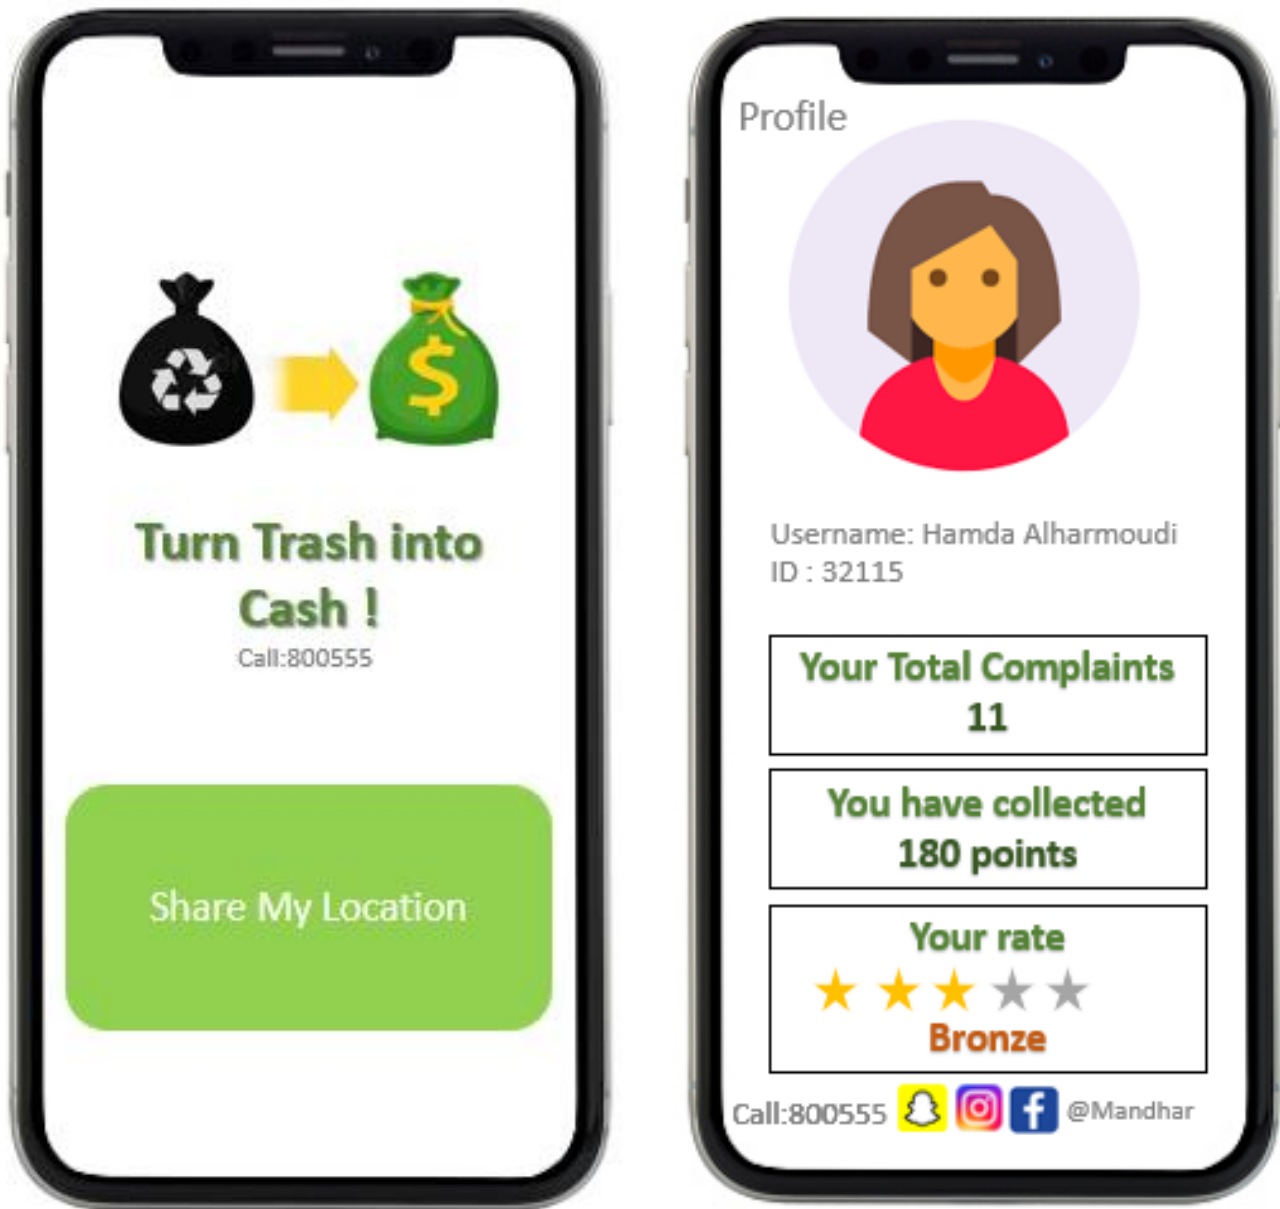 Turn Trash into
Cash !
Call:800555
Share My Location
Profile
Username: Hamda Alharmoudi
ID : 32115
Your Total Complaints
11
You have collected
180 points
Your rate
Bronze
Call:800555 @Mandhar